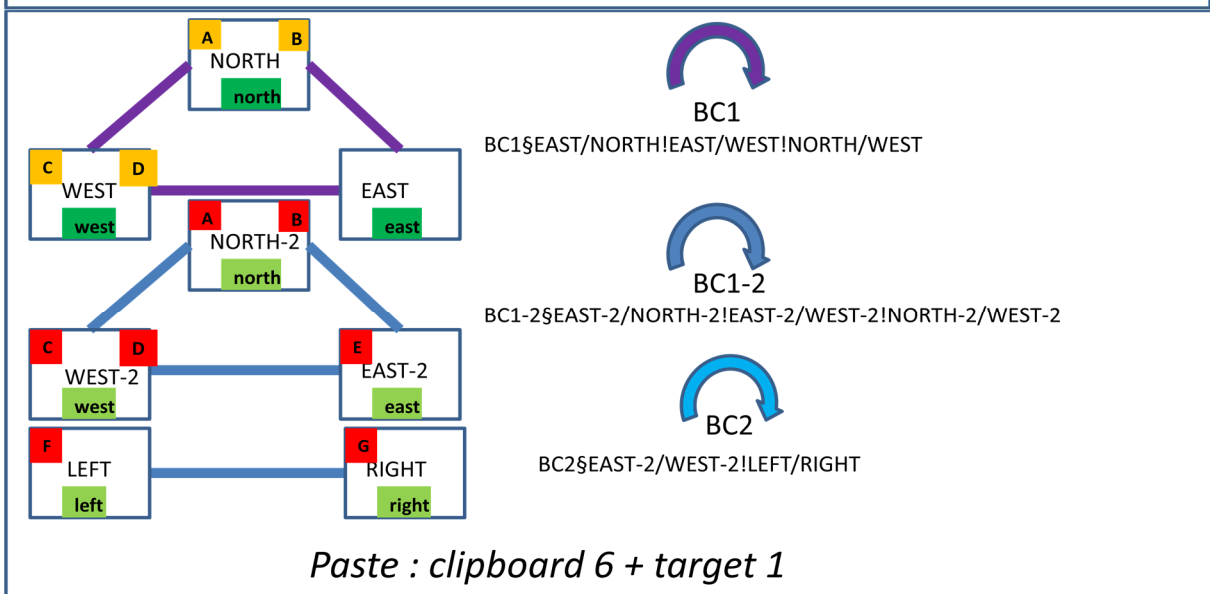 A B
NORTH
north
C D
WEST
west
EAST
east
BC1
BC1§EAST/NORTH!EAST/WEST!NORTH/WEST
A B
NORTH-2
north
C D
WEST-2
west
E
EAST-2
east
BC1-2
BC1-2§EAST-2/NORTH-2!EAST-2/WEST-2!NORTH-2/WEST-2
F
LEFT
left
G
RIGHT
right
BC2
BC2§EAST-2/WEST-2!LEFT/RIGHT
Paste : clipboard 6 + target 1